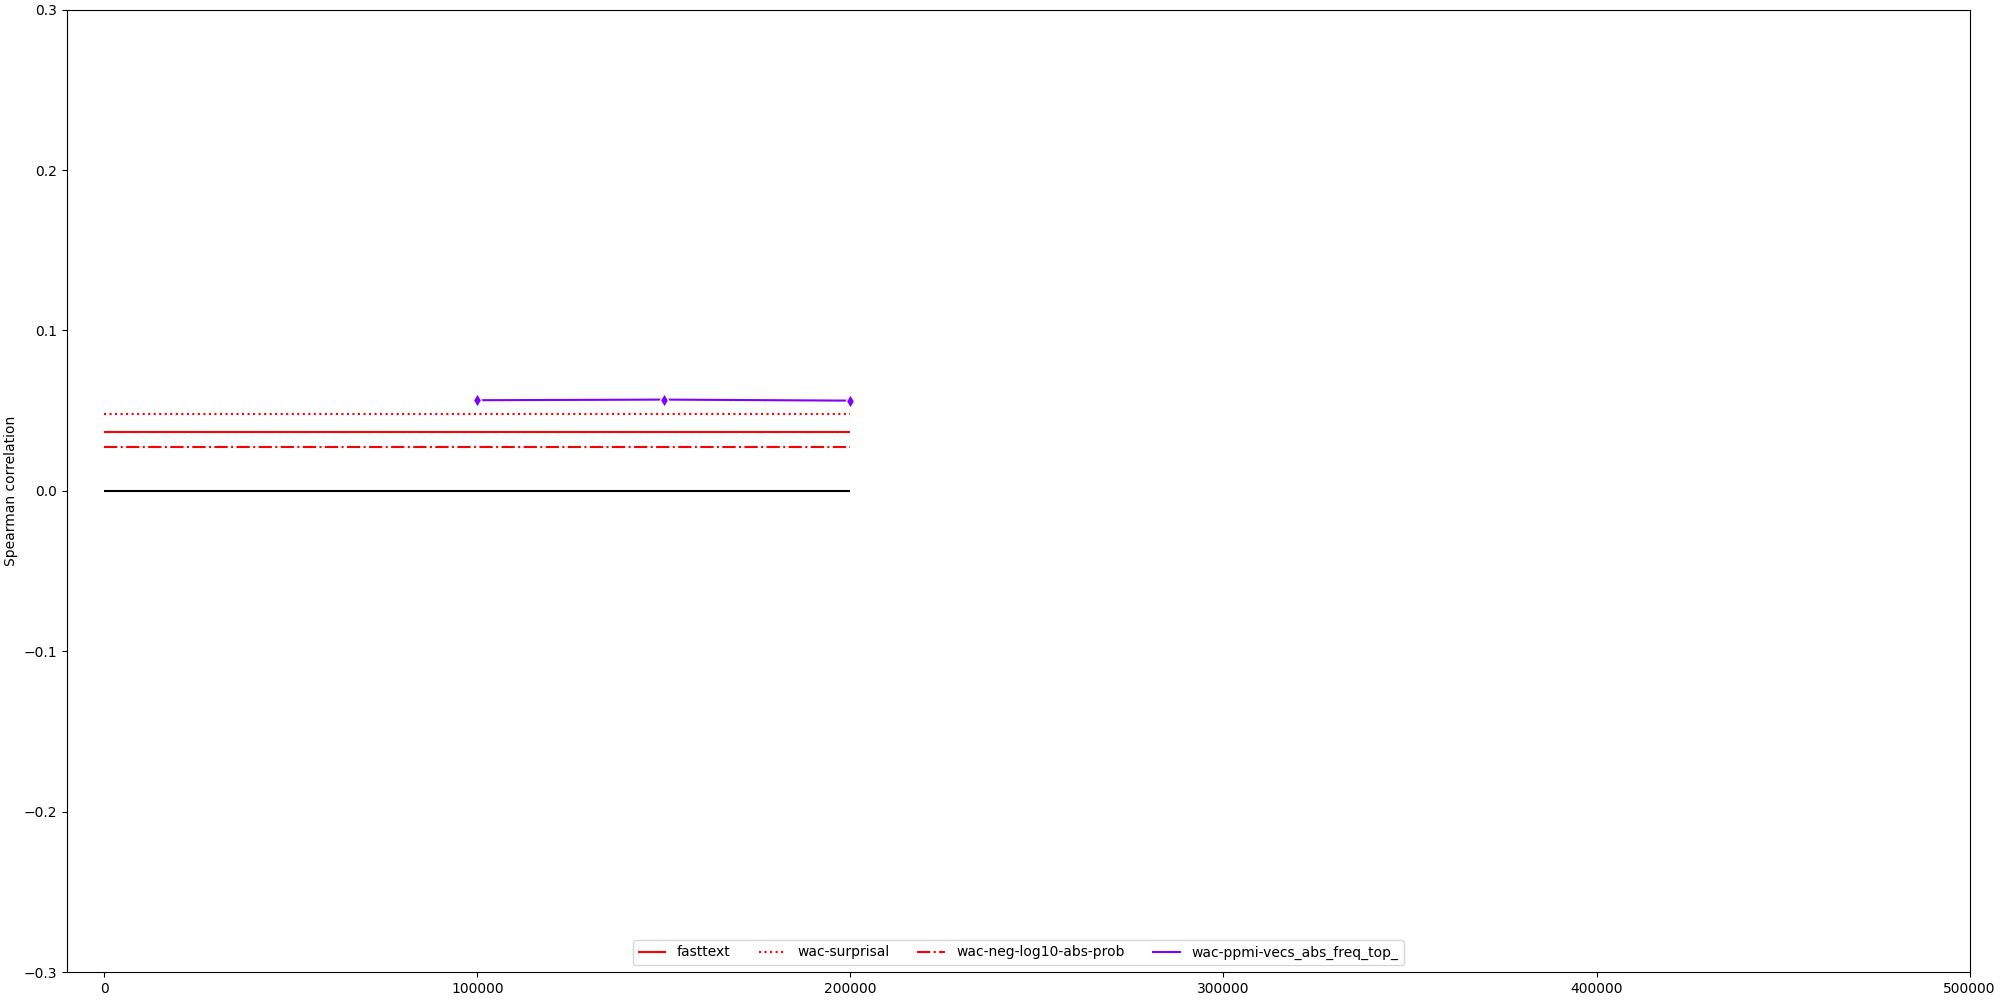 0.3
0.2
0.1
0.0
−0.1
−0.2
−0.3
Spearman correlation
fasttext wac-surprisal wac-neg-log10-abs-prob wac-ppmi-vecs_abs_freq_top_
0 100000 200000 300000 400000 500000